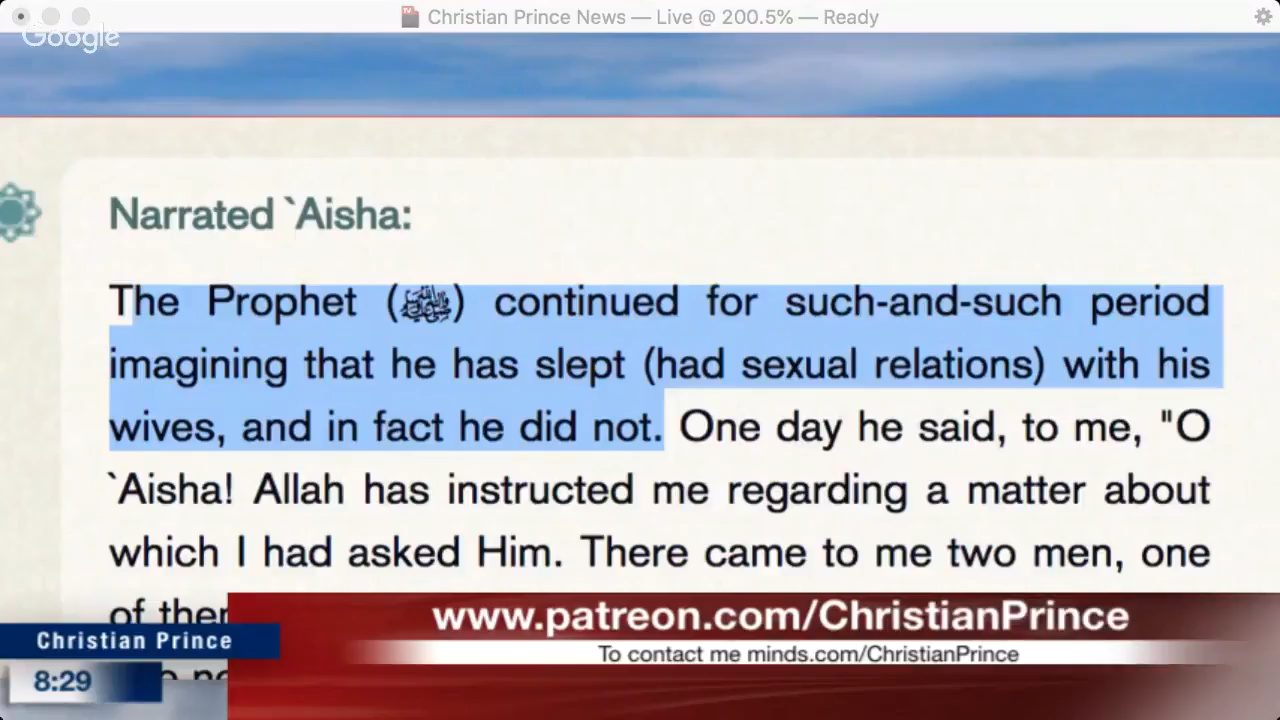 Christian Prince News — Live @ 200.5% — Ready
Google
Narrated `Aisha:
The Prophet (ﷺ) continued for such-and-such period
imagining that he has slept (had sexual relations) with his
wives, and in fact he did not. One day he said, to me, "O
`Aisha! Allah has instructed me regarding a matter about
which I had asked Him. There came to me two men, one
of
www.patreon.com/ChristianPrince
Christian Prince
To contact me minds.com/ChristianPrince
8:29